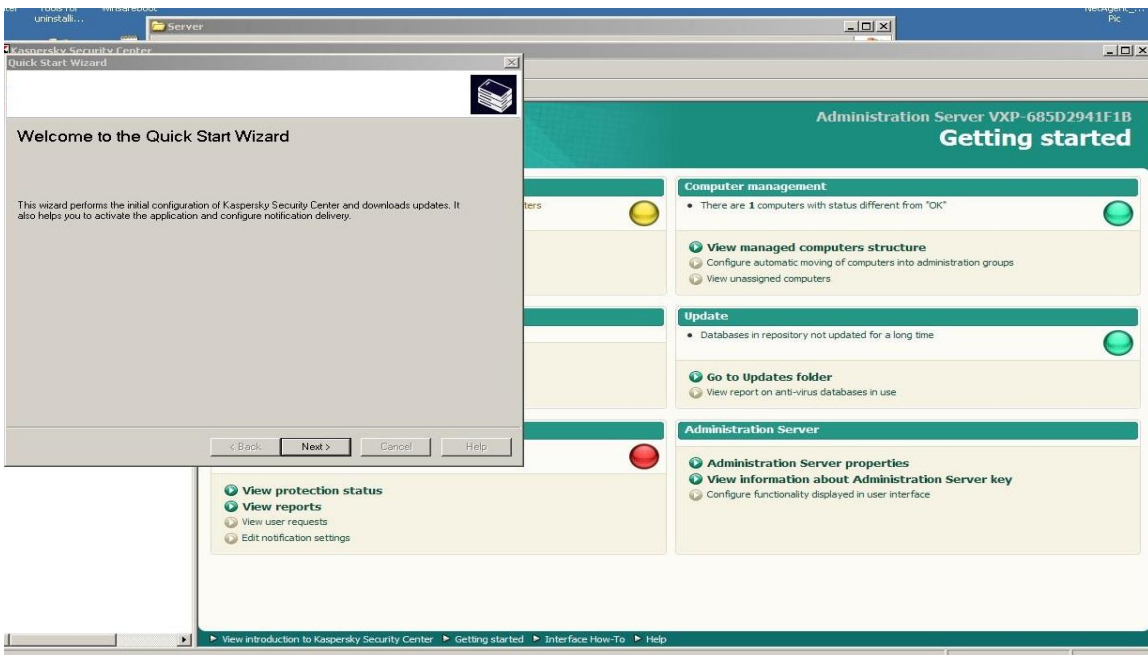 uninstalli...
Pic
Server
Kaspersky Security Center
Quick Start Wizard
Welcome to the Quick Start Wizard
This wizard performs the initial configuration of Kaspersky Security Center and downloads updates. It
also helps you to activate the application and configure notification delivery.
< Back
Next >
Cancel
Help
Administration Server VXP-685D2941F1B
Getting started
ters
Computer management
• There are 1 computers with status different from "OK"
View managed computers structure
Configure automatic moving of computers into administration groups
View unassigned computers
Update
• Databases in repository not updated for a long time
Go to Updates folder
View report on anti-virus databases in use
View protection status
View reports
View user requests
Edit notification settings
Administration Server
Administration Server properties
View information about Administration Server key
Configure functionality displayed in user interface
View introduction to Kaspersky Security Center
Getting started
Interface How-To
Help